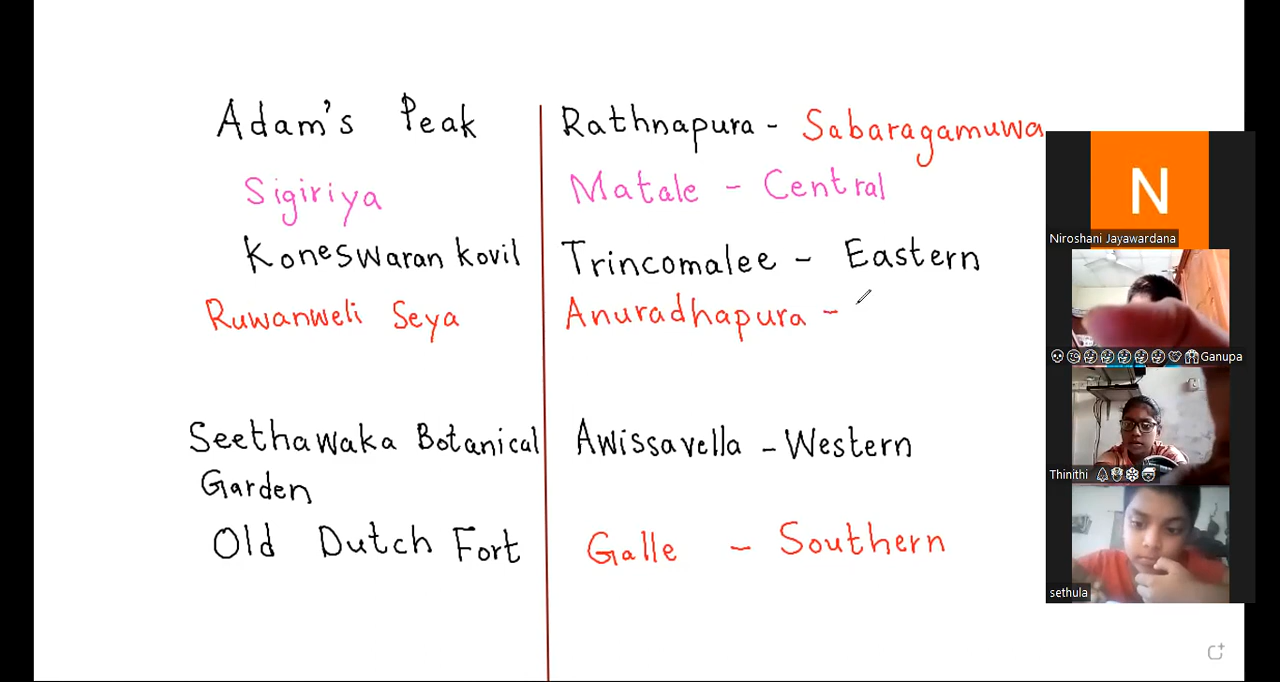 Adam's Peak Rathnapura - Sabaragamuwa
Sigiriya Matale - Central
Koneswaran kovil Trincomalee - Eastern
Ruwanweli Seya Anuradhapura -
Seethawaka Botanical Awissavella - Western
Garden
Old Dutch Fort Galle - Southern
N
Niroshani Jayawardana
Ganupa
Thinithi
sethula